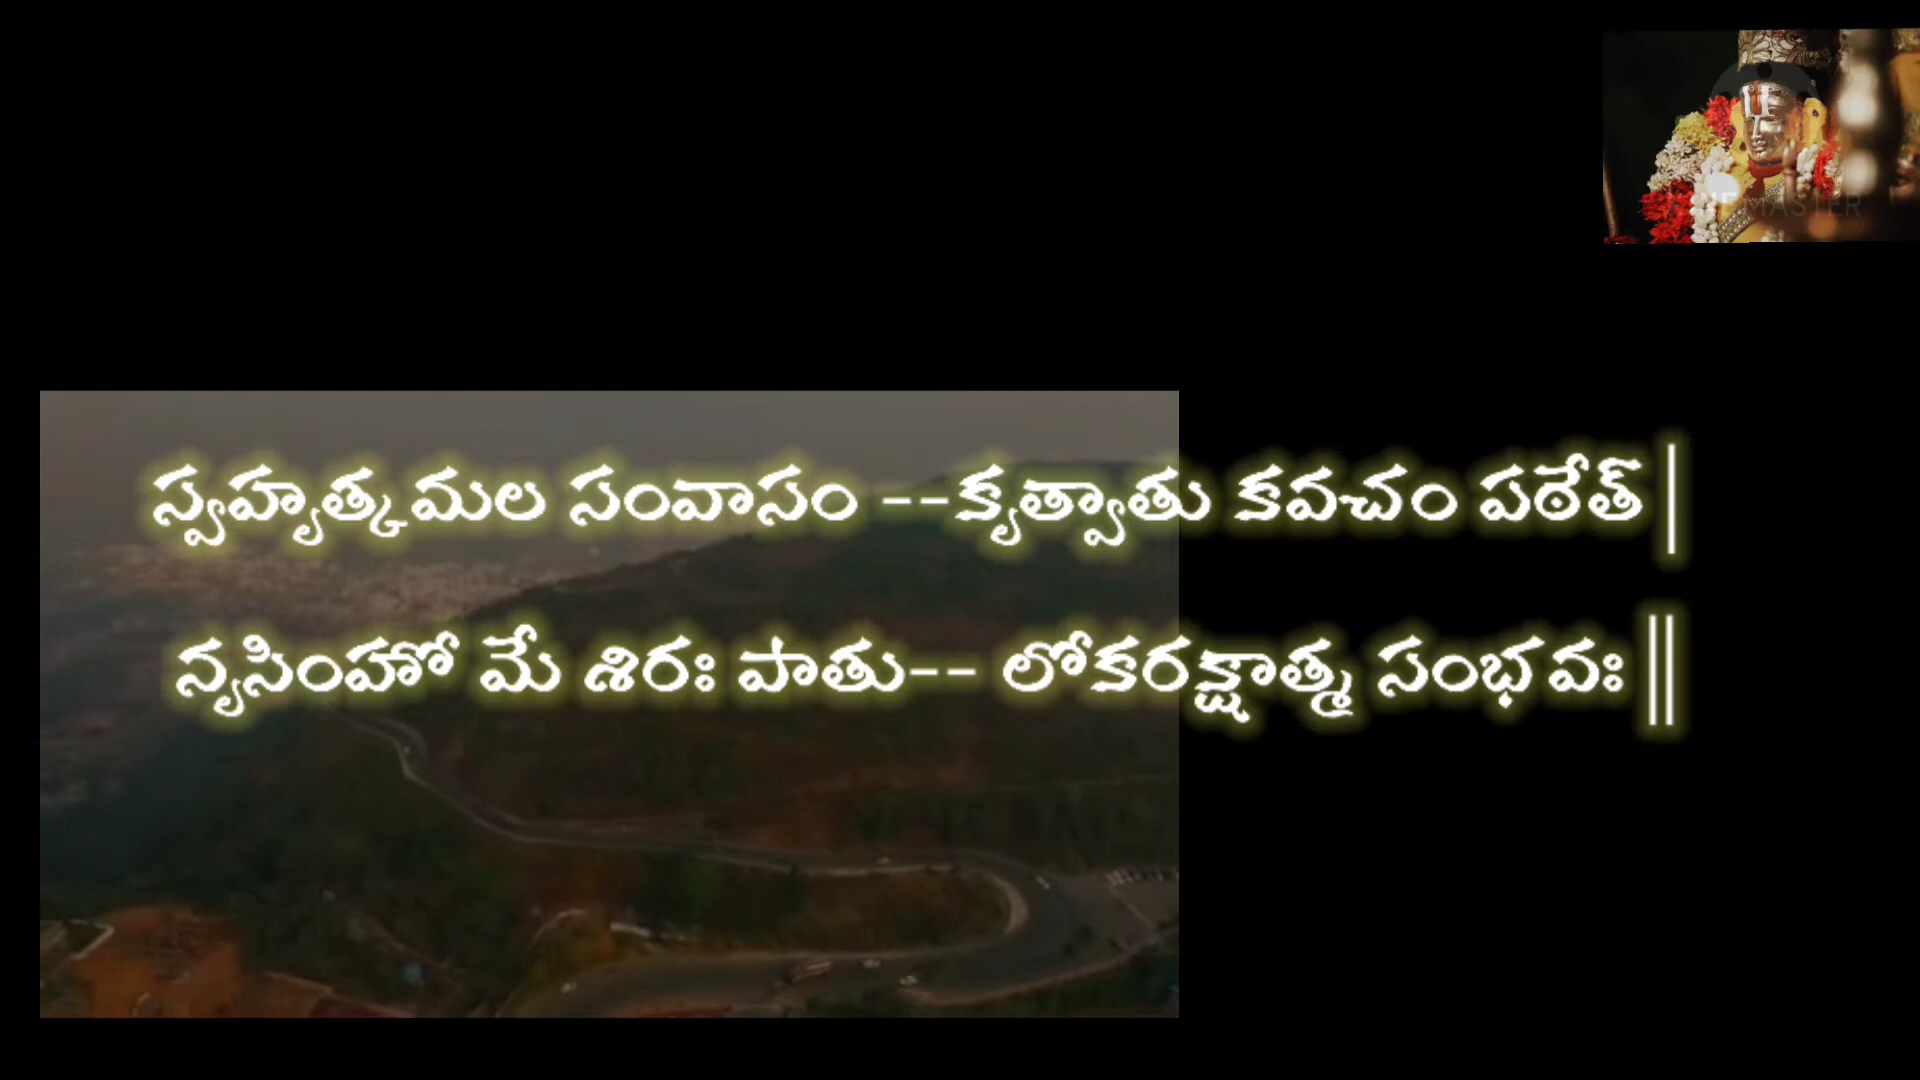 స్వహృత్కమల సంవాసం --కృత్వాతు కవచం పఠేత్ |
నృసింహో మే శిరః పాతు-- లోకరక్షాత్మ సంభవః ||